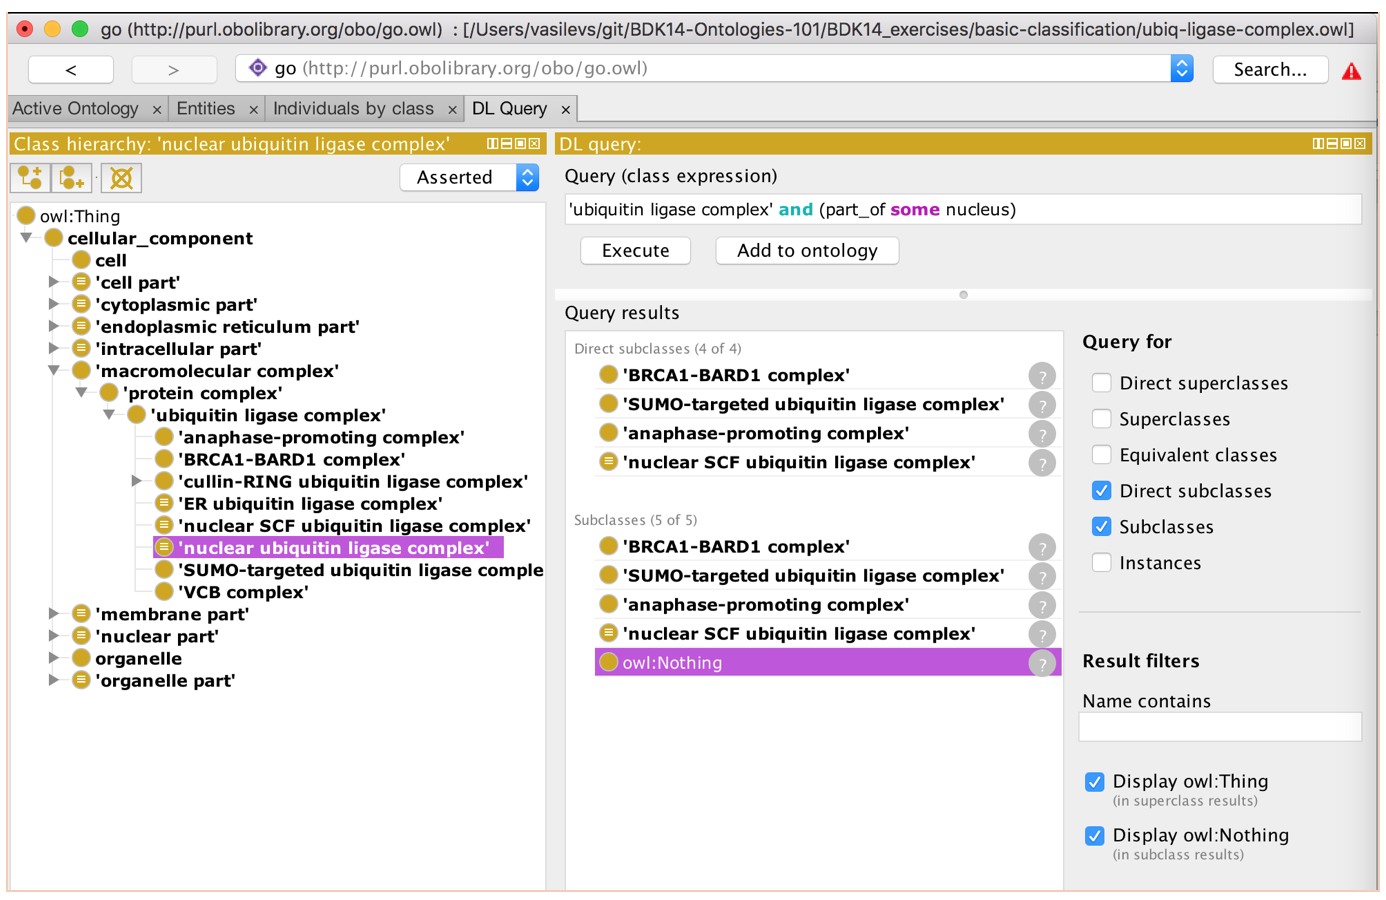 go (http://purl.obolibrary.org/obo/go.owl) : [/Users/vasilevs/git/BDK14-Ontologies-101/BDK14_exercises/basic-classification/ubiq-ligase-complex.owl]
< > go (http://purl.obolibrary.org/obo/go.owl) Search...
Active Ontology × Entities × Individuals by class × DL Query ×
Class hierarchy: 'nuclear ubiquitin ligase complex'
Asserted
owl:Thing
cellular_component
cell
'cell part'
'cytoplasmic part'
'endoplasmic reticulum part'
'intracellular part'
'macromolecular complex'
'protein complex'
'ubiquitin ligase complex'
'anaphase-promoting complex'
'BRCA1-BARD1 complex'
'cullin-RING ubiquitin ligase complex'
'ER ubiquitin ligase complex'
'nuclear SCF ubiquitin ligase complex'
'nuclear ubiquitin ligase complex'
'SUMO-targeted ubiquitin ligase comple
'VCB complex'
'membrane part'
'nuclear part'
organelle
'organelle part'
DL query:
Query (class expression)
'ubiquitin ligase complex' and (part_of some nucleus)
Execute Add to ontology
Query results
Direct subclasses (4 of 4)
'BRCA1-BARD1 complex' ?
'SUMO-targeted ubiquitin ligase complex' ?
'anaphase-promoting complex' ?
'nuclear SCF ubiquitin ligase complex' ?
Subclasses (5 of 5)
'BRCA1-BARD1 complex' ?
'SUMO-targeted ubiquitin ligase complex' ?
'anaphase-promoting complex' ?
'nuclear SCF ubiquitin ligase complex' ?
owl:Nothing ?
Query for
Direct superclasses
Superclasses
Equivalent classes
Direct subclasses
Subclasses
Instances
Result filters
Name contains
Display owl:Thing
(in superclass results)
Display owl:Nothing
(in subclass results)